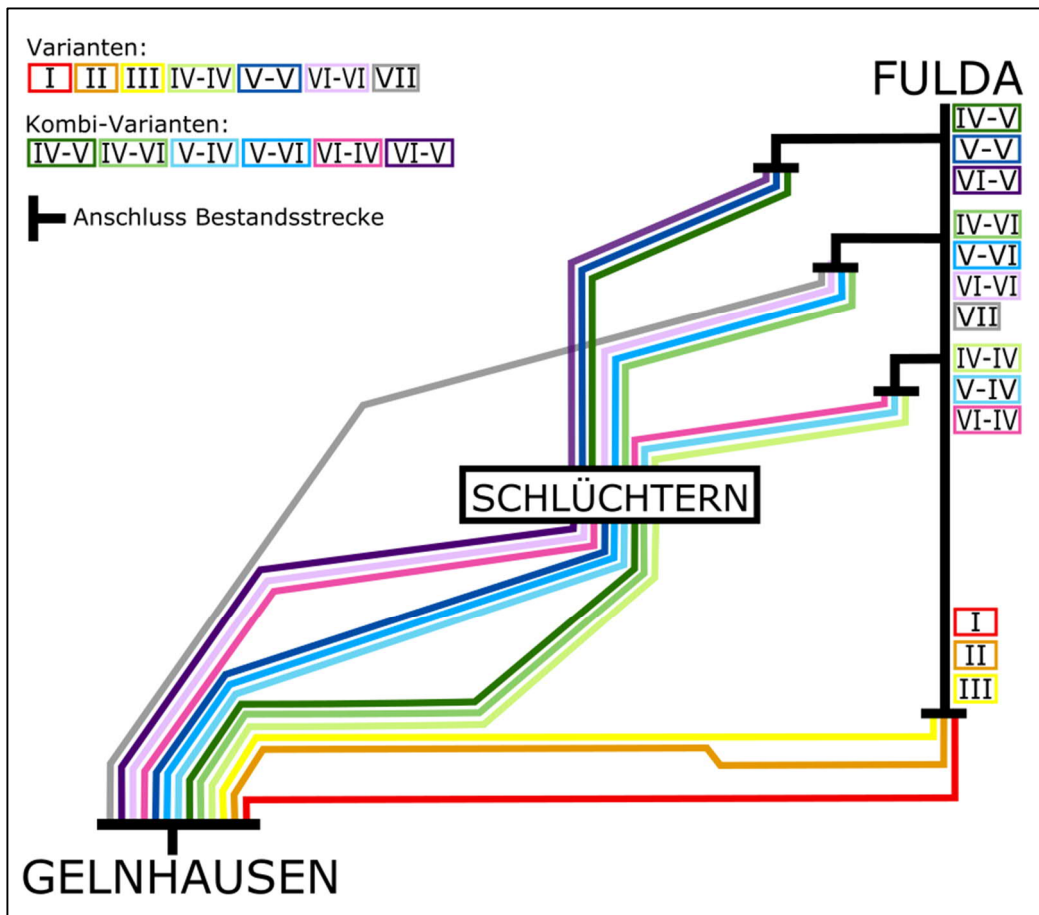 Varianten:
I II III IV-IV V-V VI-VI VII
Kombi-Varianten:
IV-V IV-VI V-IV V-VI VI-IV VI-V
Anschluss Bestandsstrecke
FULDA
IV-V
V-V
VI-V
IV-VI
V-VI
VI-VI
VII
IV-IV
V-IV
VI-IV
SCHLÜCHTERN
I
II
III
GELNHAUSEN